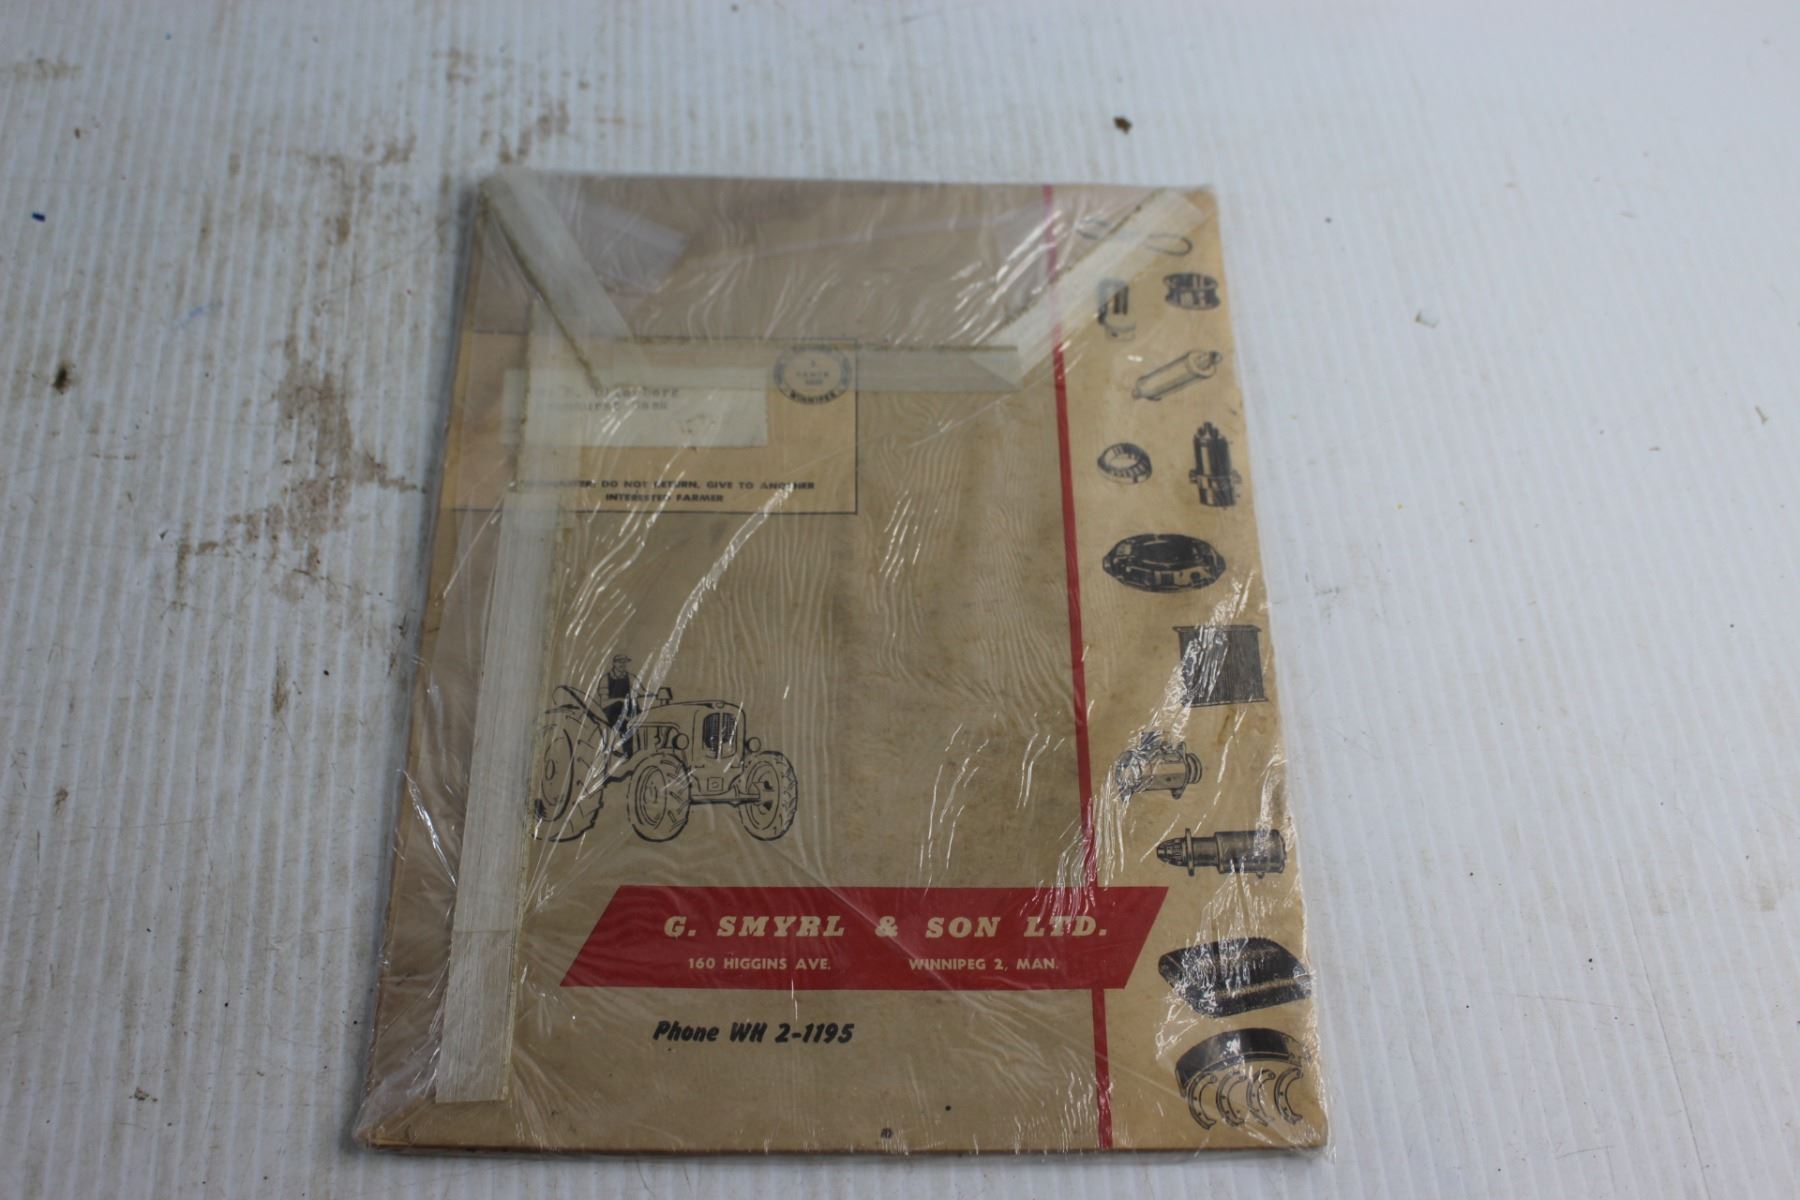 WINNIPEG
DO NOT RETURN, GIVE TO ANOTHER
INTERESTED FARMER
G. SMYRL & SON LTD.
160 HIGGINS AVE. WINNIPEG 2, MAN.
Phone WH 2-1195